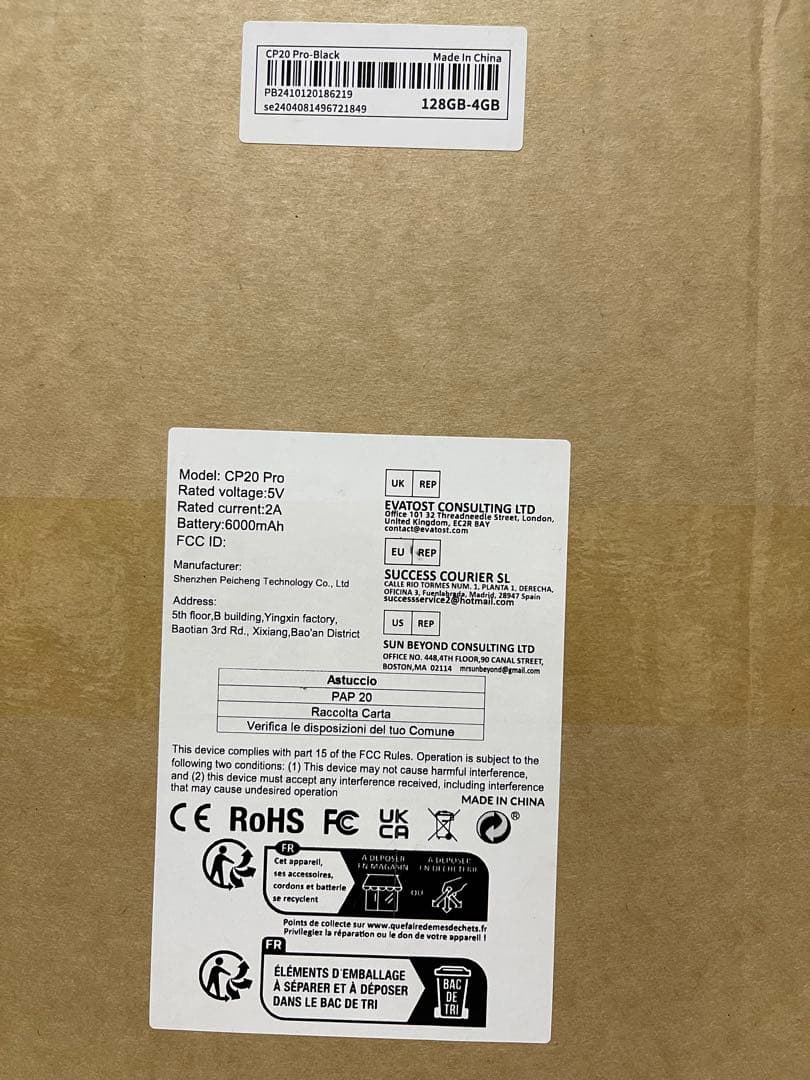 CP20 Pro-Black
Made In China
PB2410120186219
se2404081496721849
128GB-4GB
Model: CP20 Pro
Rated voltage:5V
Rated current:2A
Battery:6000mAh
FCC ID:
Manufacturer:
Shenzhen Peicheng Technology Co., Ltd
Address:
5th floor,B building,Yingxin factory,
Baotian 3rd Rd., Xixiang,Bao'an District
UK REP
EVATOST CONSULTING LTD
Office 101 32 Threadneedle Street, London,
United Kingdom, EC2R 8AY
contact@evatost.com
EU REP
SUCCESS COURIER SL
CALLE RIO TORMES NUM. 1, PLANTA 1, DERECHA,
OFICINA 3, Fuenlabrada, Madrid, 28947 Spain
successservice2@hotmail.com
US REP
SUN BEYOND CONSULTING LTD
OFFICE NO. 448,4TH FLOOR,90 CANAL STREET,
BOSTON,MA 02114 mrsunbeyond@gmail.com
Astuccio
PAP 20
Raccolta Carta
Verifica le disposizioni del tuo Comune
This device complies with part 15 of the FCC Rules. Operation is subject to the
following two conditions: (1) This device may not cause harmful interference,
and (2) this device must accept any interference received, including interference
that may cause undesired operation
MADE IN CHINA
CE RoHS FC UK CA ®
FR
Cet appareil,
ses accessoires,
cordons et batterie
se recyclent
À DÉPOSER
EN MAGASIN
OU
À DÉPOSER
EN DÉCHÈTERIE
Points de collecte sur www.quefairedemesdechets.fr
Privilegiez la réparation ou le don de votre appareil !
FR
ÉLÉMENTS D'EMBALLAGE
À SÉPARER ET À DÉPOSER
DANS LE BAC DE TRI
BAC
DE
TRI